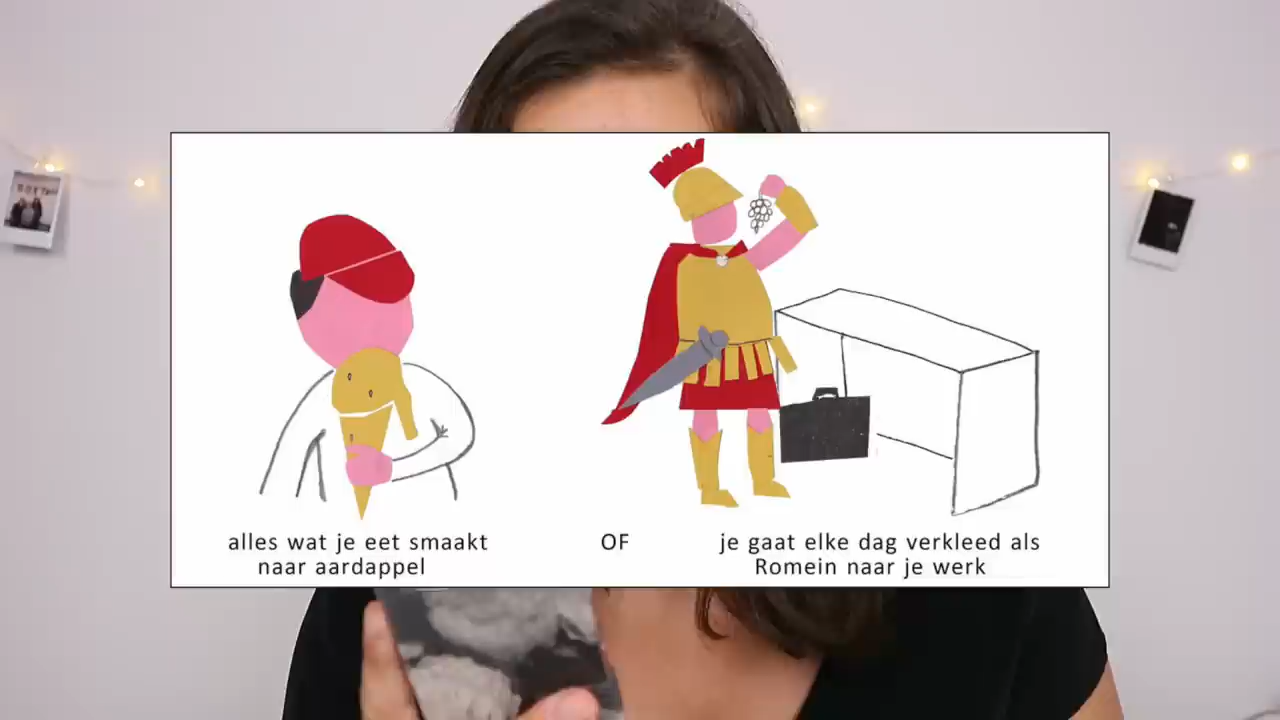 alles wat je eet smaakt
naar aardappel
OF
je gaat elke dag verkleed als
Romein naar je werk